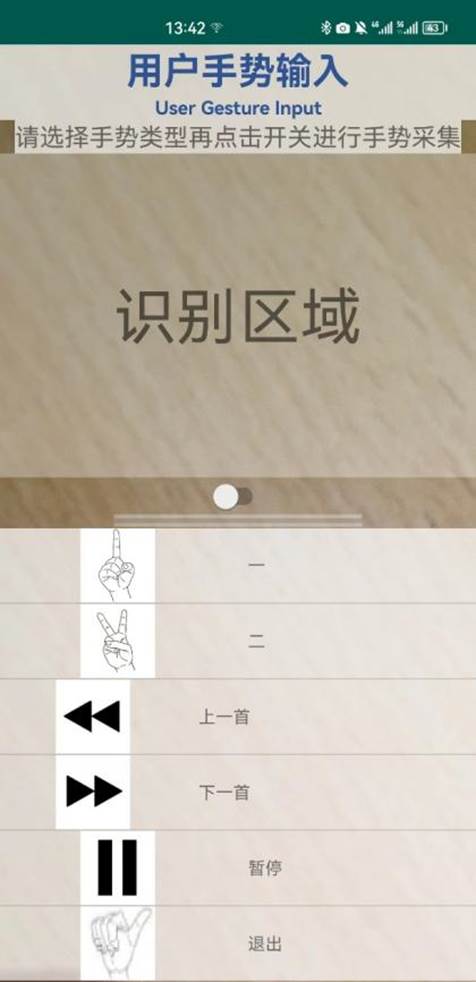 13:42
43
用户手势输入
User Gesture Input
请选择手势类型再点击开关进行手势采集
识别区域
一
二
上一首
下一首
暂停
退出